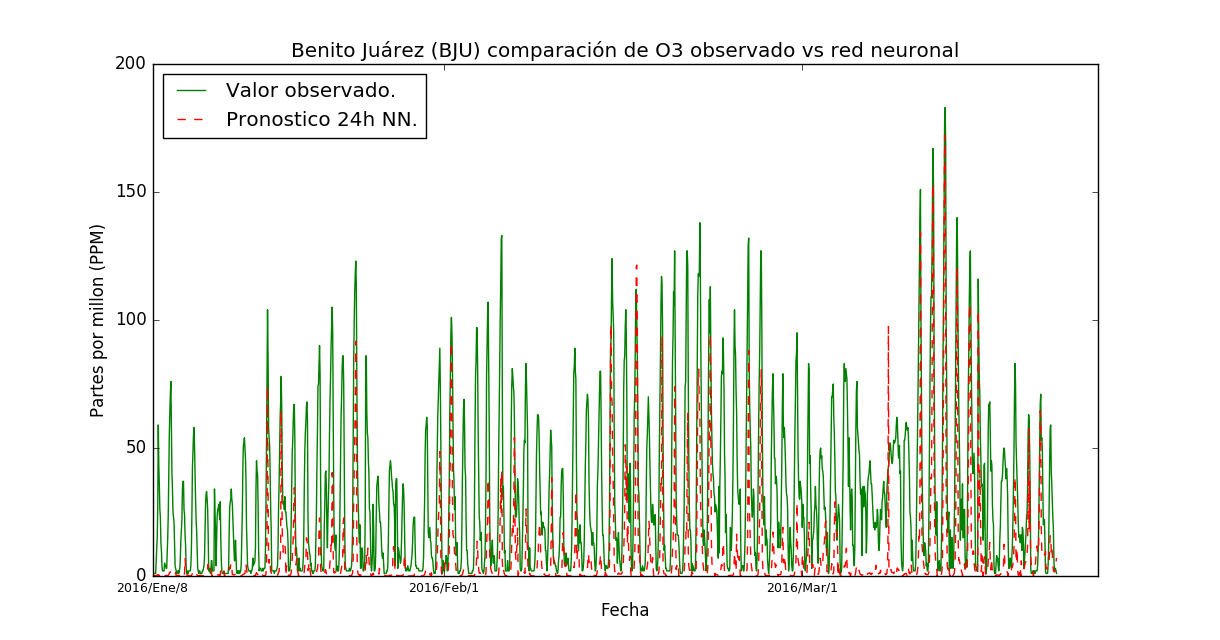 Benito Juárez (BJU) comparación de O3 observado vs red neuronal
200
Valor observado.
Pronostico 24h NN.
150
Partes por millon (PPM)
100
50
0
2016/Ene/8
2016/Feb/1
2016/Mar/1
Fecha